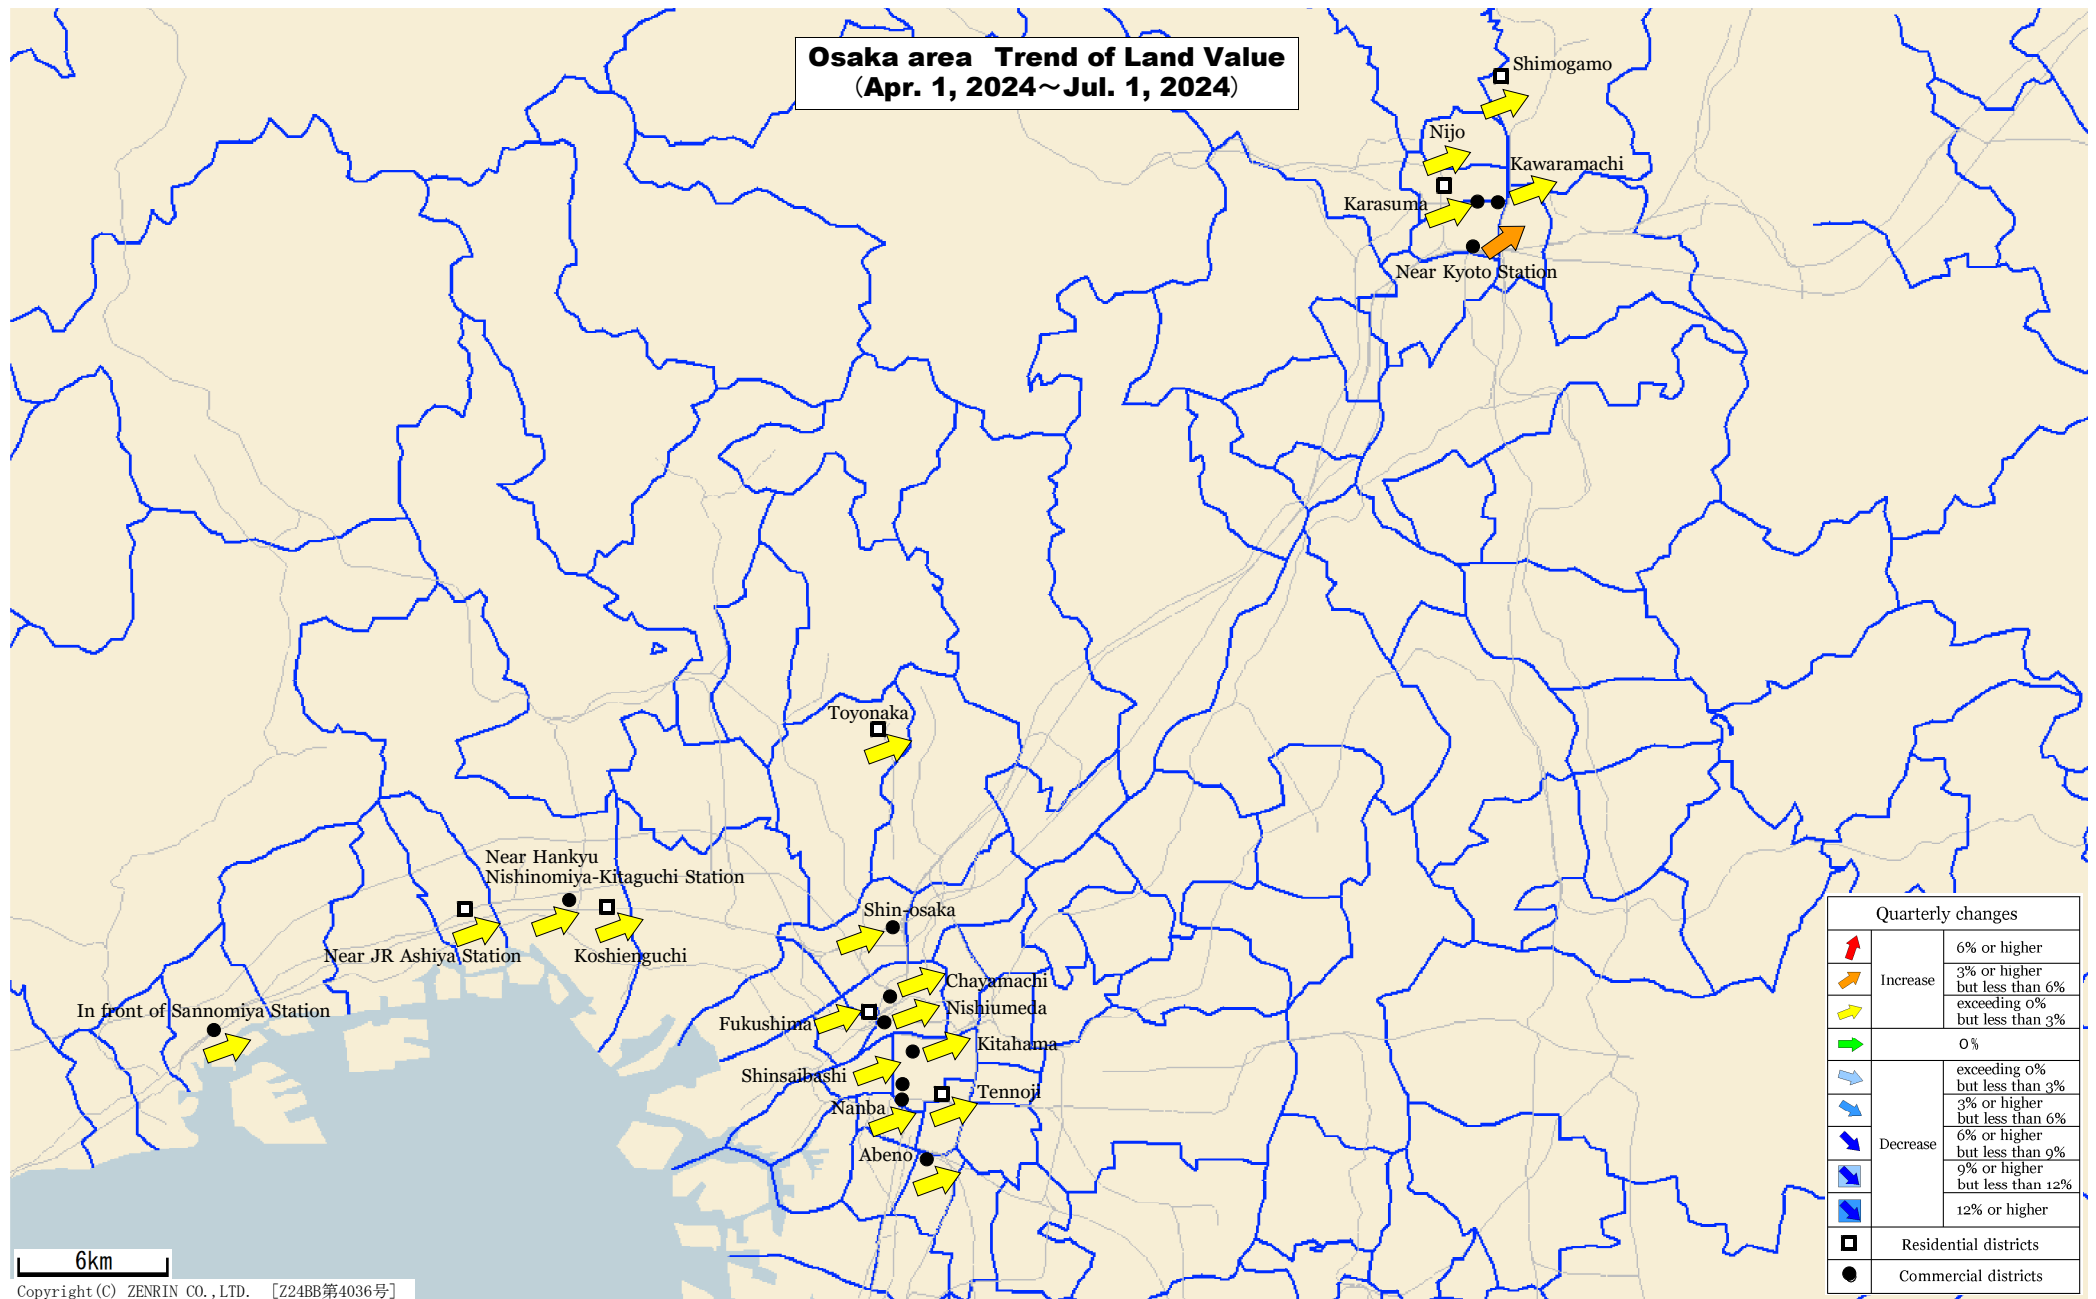 Osaka area Trend of Land Value
（Apr. 1, 2024～Jul. 1, 2024）
Shimogamo
Nijo
Kawaramachi
Karasuma
Near Kyoto Station
Toyonaka
Near Hankyu
Nishinomiya-Kitaguchi Station
Shin-osaka
Near JR Ashiya Station
Koshienguchi
Chayamachi
In front of Sannomiya Station
Nishiumeda
Fukushima
Kitahama
Shinsaibashi
Tennoji
Nanba
Abeno
Quarterly changes
Increase
6% or higher
3% or higher
but less than 6%
exceeding 0%
but less than 3%
0%
Decrease
exceeding 0%
but less than 3%
3% or higher
but less than 6%
6% or higher
but less than 9%
9% or higher
but less than 12%
12% or higher
Residential districts
Commercial districts
6km
Copyright(C) ZENRIN CO.,LTD. [Z24BB第4036号]